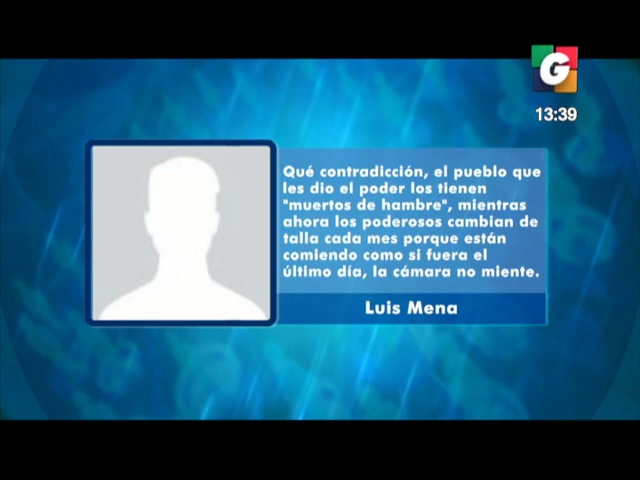 G
13:39
Qué contradicción, el pueblo que
les dio el poder los tienen
"muertos de hambre", mientras
ahora los poderosos cambian de
talla cada mes porque están
comiendo como si fuera el
último día, la cámara no miente.
Luis Mena